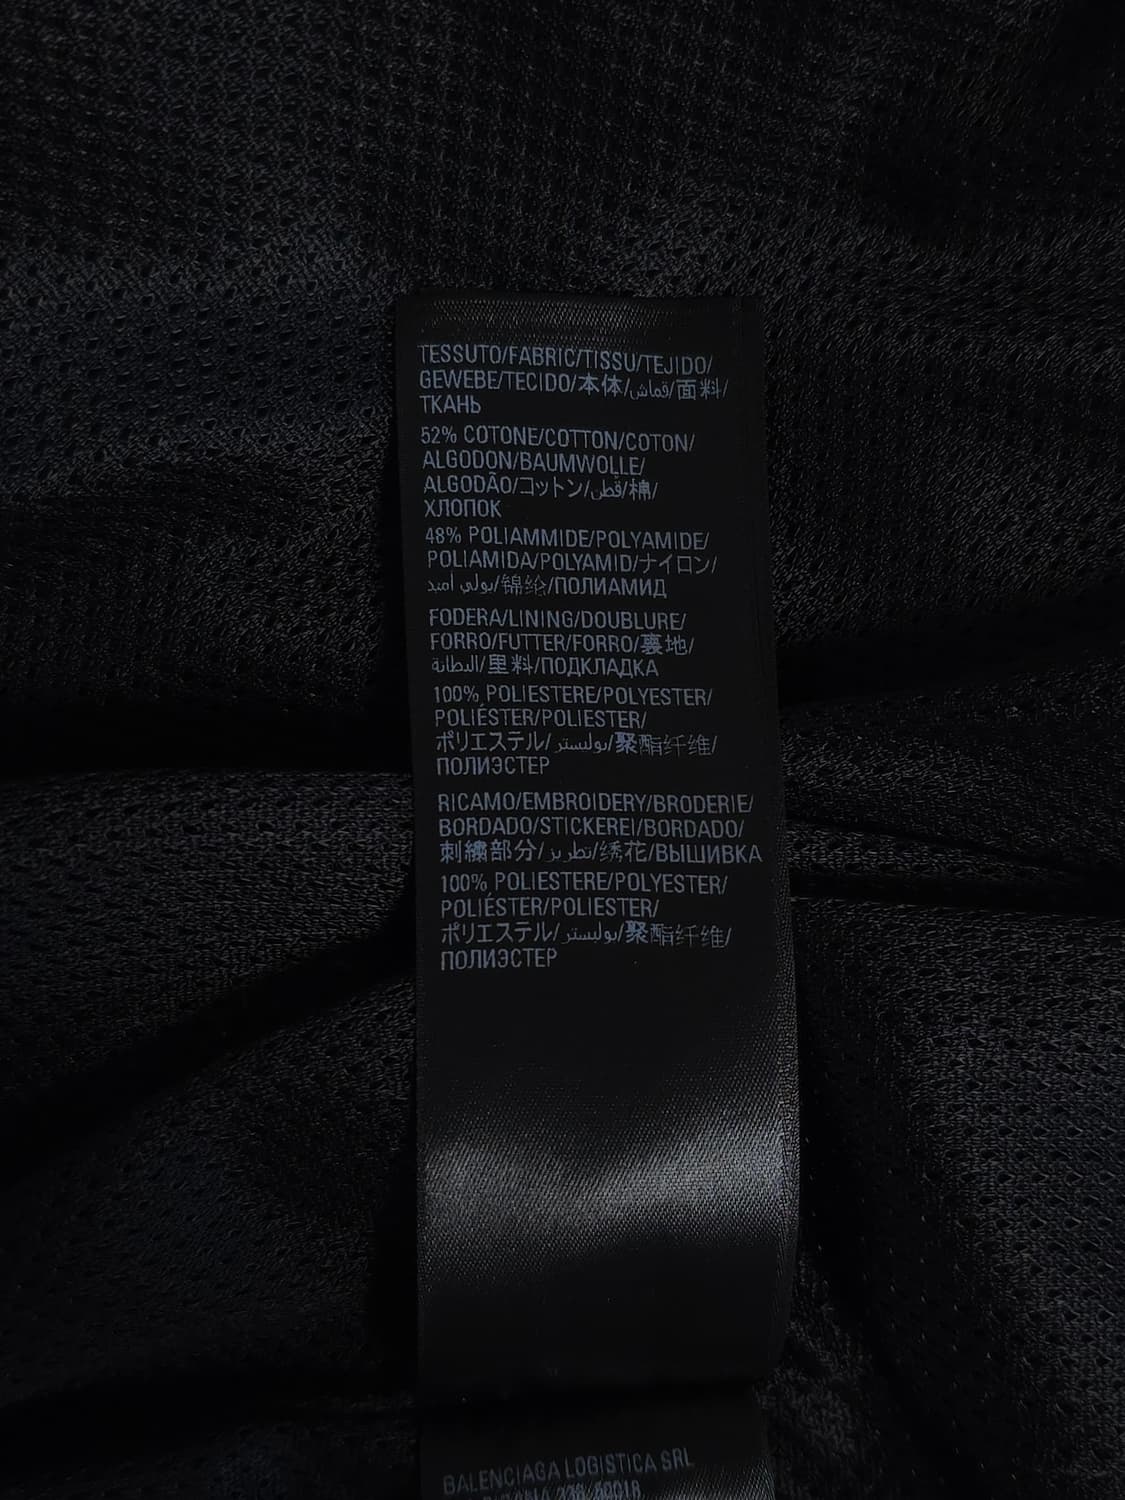 TESSUTO/FABRIC/TISSU/TEJIDO/
GEWEBE/TECIDO/本体/قماش/面料/
ТКАНЬ
52% COTONE/COTTON/COTON/
ALGODON/BAUMWOLLE/
ALGODÃO/コットン/قطن/棉/
ХЛОПОК
48% POLIAMMIDE/POLYAMIDE/
POLIAMIDA/POLYAMID/ナイロン/
بولي اميد/锦纶/ПОЛИАМИД
FODERA/LINING/DOUBLURE/
FORRO/FUTTER/FORRO/裏地/
البطانة/里料/ПОДКЛАДКА
100% POLIESTERE/POLYESTER/
POLIÉSTER/POLIESTER/
ポリエステル/بوليستر/聚酯纤维/
ПОЛИЭСТЕР
RICAMO/EMBROIDERY/BRODERIE/
BORDADO/STICKEREI/BORDADO/
刺繍部分/تطريز/绣花/ВЫШИВКА
100% POLIESTERE/POLYESTER/
POLIÉSTER/POLIESTER/
ポリエステル/بوليستر/聚酯纤维/
ПОЛИЭСТЕР
BALENCIAGA LOGISTICA SRL